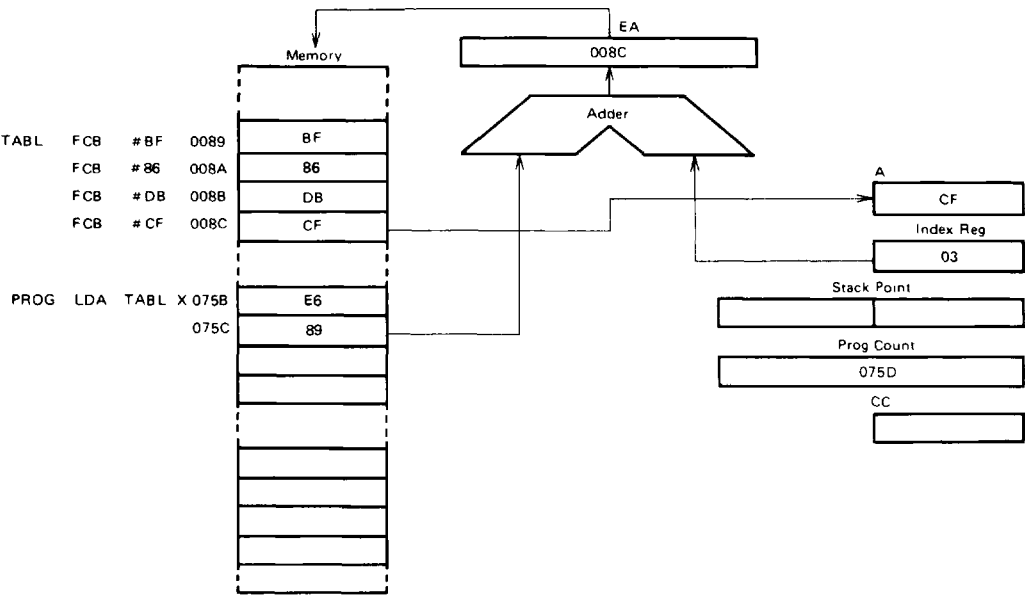 EA
008C
Memory
Adder
TABL FCB #BF 0089 BF
FCB #86 008A 86
FCB #DB 008B DB
FCB #CF 008C CF
A
CF
Index Reg
03
PROG LDA TABL X 075B E6
075C 89
Stack Point
Prog Count
075D
CC